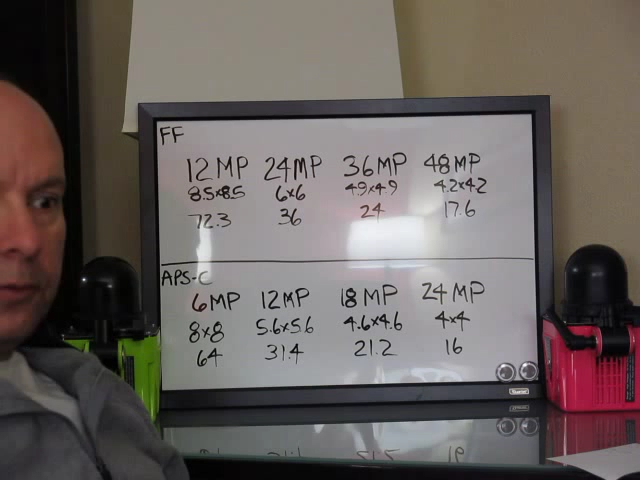 FF
12MP 24MP 36MP 48MP
8.5x8.5 6x6 4.9x4.9 4.2x4.2
72.3 36 24 17.6
APS-C
6MP 12MP 18MP 24MP
8x8 5.6x5.6 4.6x4.6 4x4
64 31.4 21.2 16